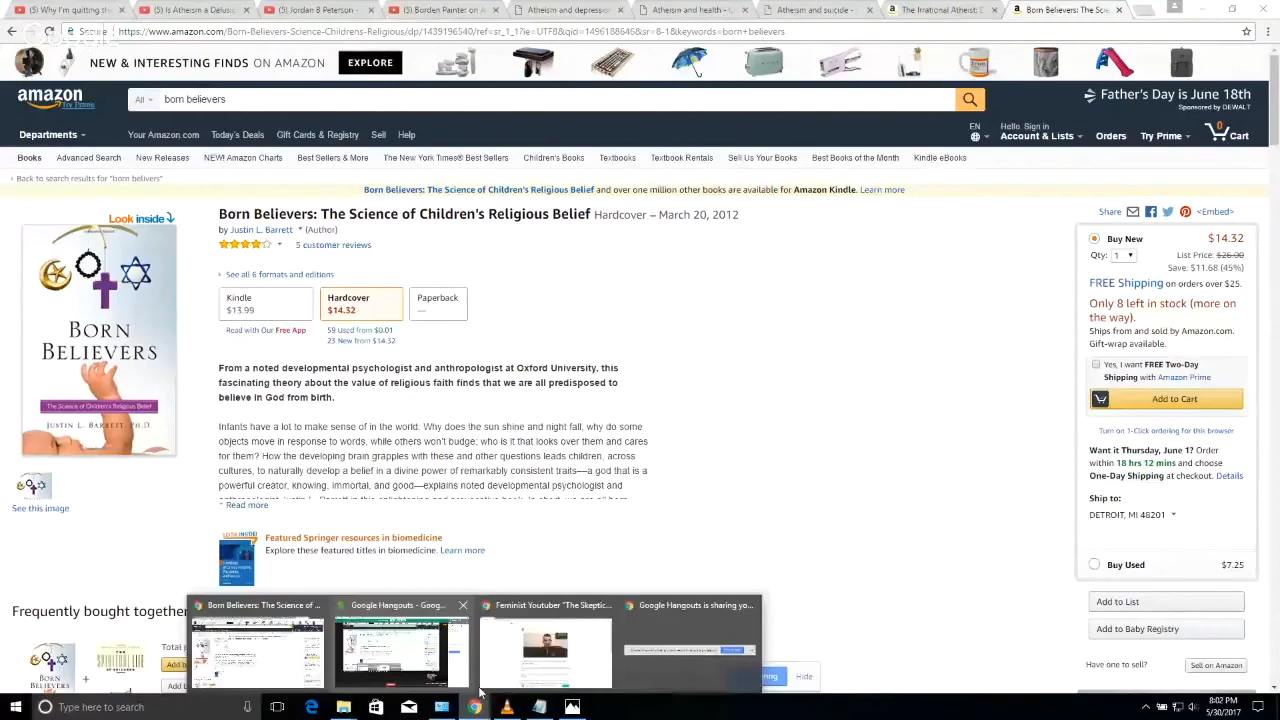 (5) Why I'm quitting the
(5) Is Atheism a Delusio
(5) Jordan B Peterson -
(5) Borden Painter on A
Atheism and depression
Atheism and health - C
Atheism and suicide -
The Irrational Atheist: E
Born Believers: The Scie
Secure
https://www.amazon.com/Born-Believers-Science-Childrens-Religious/dp/1439196540/ref=sr_1_1?ie=UTF8&qid=1496188646&sr=8-1&keywords=born+believers
NEW & INTERESTING FINDS ON AMAZON EXPLORE
amazon
Try Prime
All
born believers
Father's Day is June 18th
Sponsored by DEWALT
Departments
Your Amazon.com Today's Deals Gift Cards & Registry Sell Help
EN
Hello. Sign in
Account & Lists Orders Try Prime 0 Cart
Books Advanced Search New Releases NEW! Amazon Charts Best Sellers & More The New York Times® Best Sellers Children's Books Textbooks Textbook Rentals Sell Us Your Books Best Books of the Month Kindle eBooks
‹ Back to search results for "born believers"
Born Believers: The Science of Children's Religious Belief and over one million other books are available for Amazon Kindle. Learn more
Look inside
BORN
BELIEVERS
The Science of Children's Religious Belief
JUSTIN L. BARRETT, PH.D.
See this image
Born Believers: The Science of Children's Religious Belief Hardcover – March 20, 2012
by Justin L. Barrett (Author)
5 customer reviews
See all 6 formats and editions
Kindle
$13.99
Hardcover
$14.32
Paperback
—
Read with Our Free App
59 Used from $0.01
23 New from $14.32
From a noted developmental psychologist and anthropologist at Oxford University, this
fascinating theory about the value of religious faith finds that we are all predisposed to
believe in God from birth.
Infants have a lot to make sense of in the world. Why does the sun shine and night fall; why do some
objects move in response to words, while others won't budge; who is it that looks over them and cares
for them? How the developing brain grapples with these and other questions leads children, across
cultures, to naturally develop a belief in a divine power of remarkably consistent traits––a god that is a
powerful creator, knowing, immortal, and good––explains noted developmental psychologist and
Read more
Featured Springer resources in biomedicine
Explore these featured titles in biomedicine. Learn more
Share <Embed>
Buy New $14.32
Qty: 1
List Price: $26.00
Save: $11.68 (45%)
FREE Shipping on orders over $25.
Only 8 left in stock (more on
the way).
Ships from and sold by Amazon.com.
Gift-wrap available.
Yes, I want FREE Two-Day
Shipping with Amazon Prime
Add to Cart
Turn on 1-Click ordering for this browser
Want it Thursday, June 1? Order
within 18 hrs 12 mins and choose
One-Day Shipping at checkout. Details
Ship to:
DETROIT, MI 48201
Buy Used $7.25
Add to List
Add to Baby Registry
Have one to sell? Sell on Amazon
Frequently bought together
BORN
BELIEVERS
Total
Add b
Add b
Born Believers: The Science of ...
Google Hangouts - Goog...
Feminist Youtuber "The Skeptic...
Google Hangouts is sharing yo...
Hide
Type here to search
8:02 PM
5/30/2017